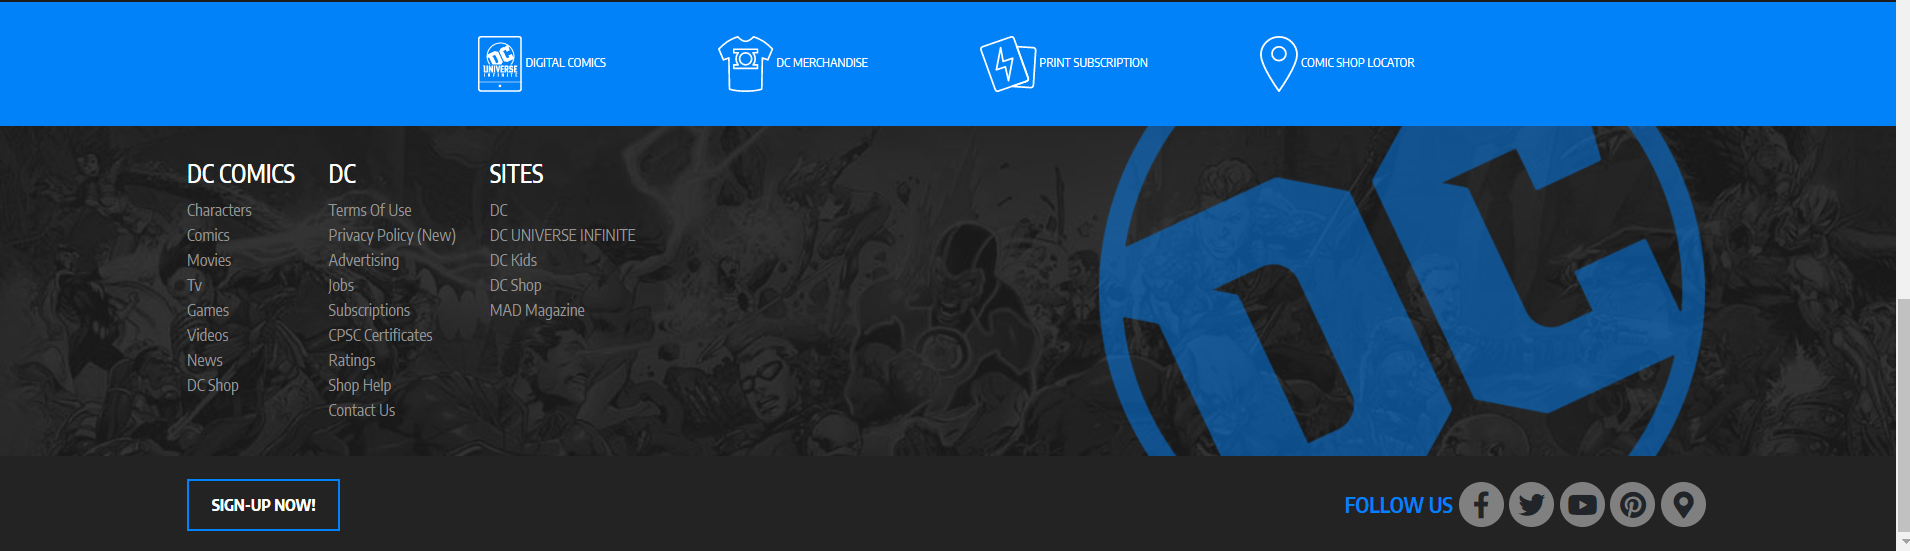 DC
UNIVERSE
INFINITE
DIGITAL COMICS
DC MERCHANDISE
PRINT SUBSCRIPTION
COMIC SHOP LOCATOR
DC COMICS
Characters
Comics
Movies
Tv
Games
Videos
News
DC Shop
DC
Terms Of Use
Privacy Policy (New)
Advertising
Jobs
Subscriptions
CPSC Certificates
Ratings
Shop Help
Contact Us
SITES
DC
DC UNIVERSE INFINITE
DC Kids
DC Shop
MAD Magazine
DC
SIGN-UP NOW!
FOLLOW US